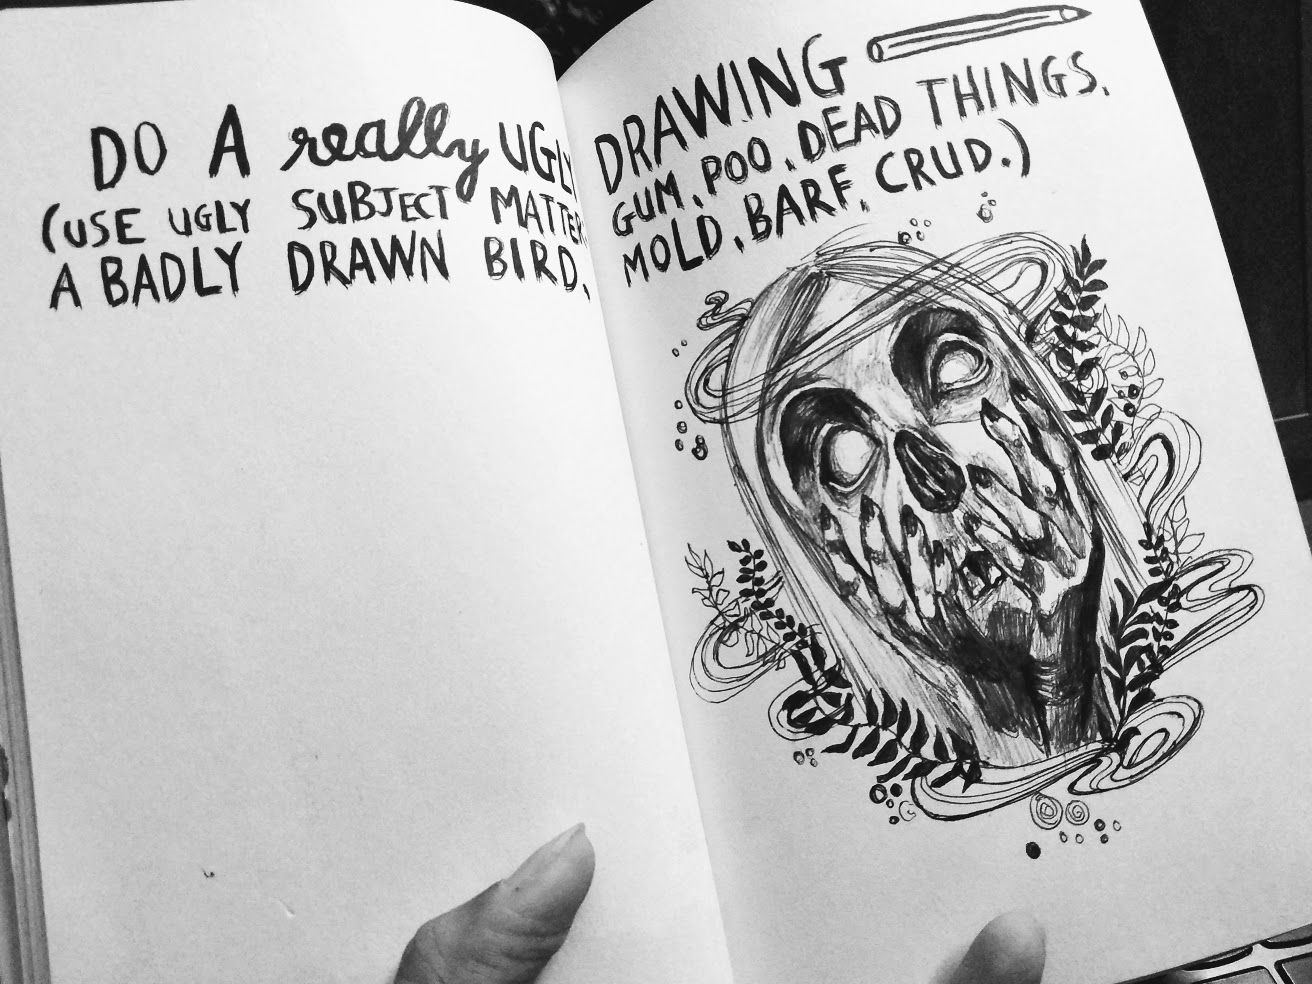 DO A really UGLY DRAWING
(USE UGLY SUBJECT MATTER: GUM, POO, DEAD THINGS,
A BADLY DRAWN BIRD, MOLD, BARF, CRUD.)